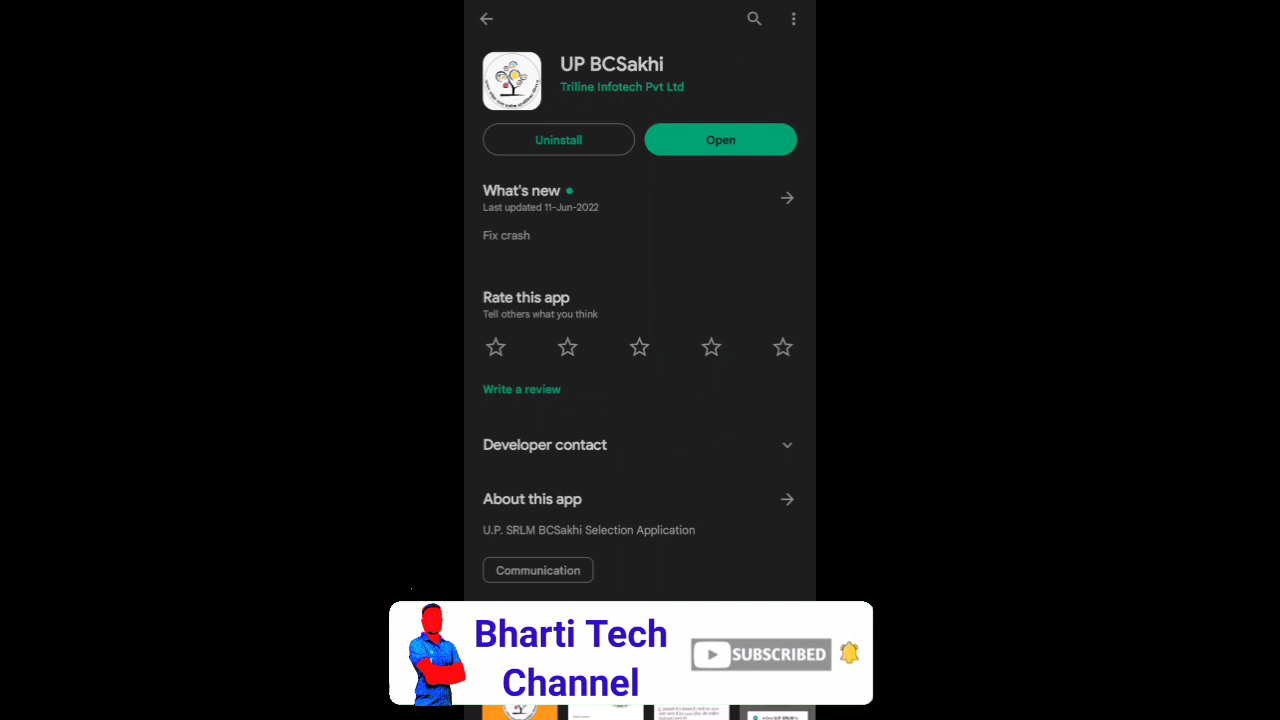 UP BCSakhi
Triline Infotech Pvt Ltd
Uninstall
Open
What's new
Last updated 11-Jun-2022
Fix crash
Rate this app
Tell others what you think
Write a review
Developer contact
About this app
U.P. SRLM BCSakhi Selection Application
Communication
Bharti Tech
Channel
SUBSCRIBED